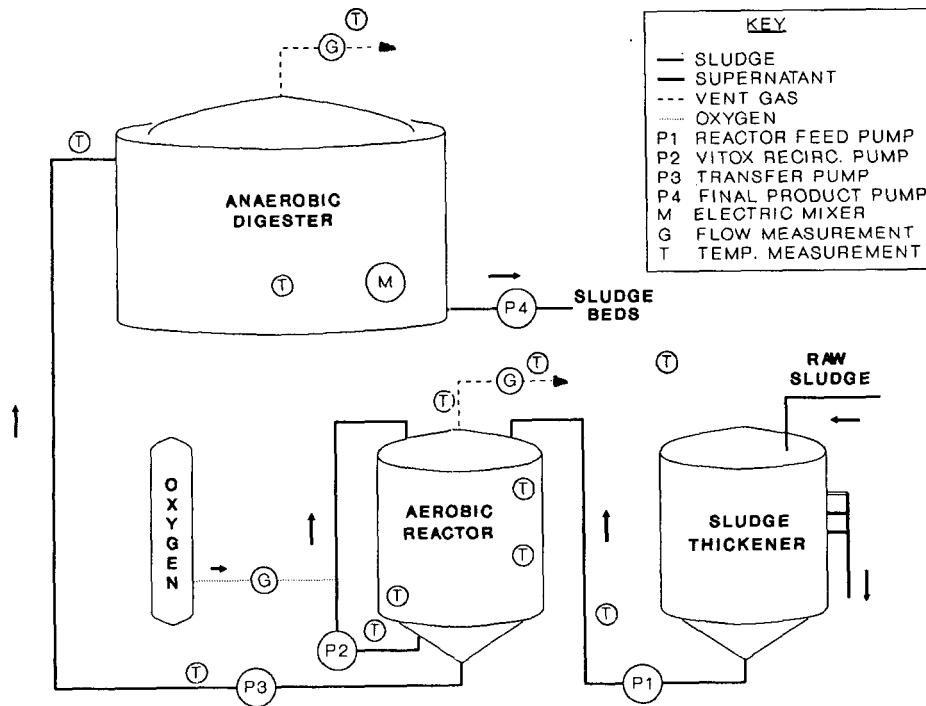 T
G
KEY
SLUDGE
SUPERNATANT
VENT GAS
OXYGEN
P1 REACTOR FEED PUMP
P2 VITOX RECIRC. PUMP
P3 TRANSFER PUMP
P4 FINAL PRODUCT PUMP
M ELECTRIC MIXER
G FLOW MEASUREMENT
T TEMP. MEASUREMENT
T
ANAEROBIC
DIGESTER
T
M
P4
SLUDGE
BEDS
T
G
T
T
RAW
SLUDGE
OXYGEN
G
AEROBIC
REACTOR
T
T
T
T
P2
SLUDGE
THICKENER
T
T
P3
P1